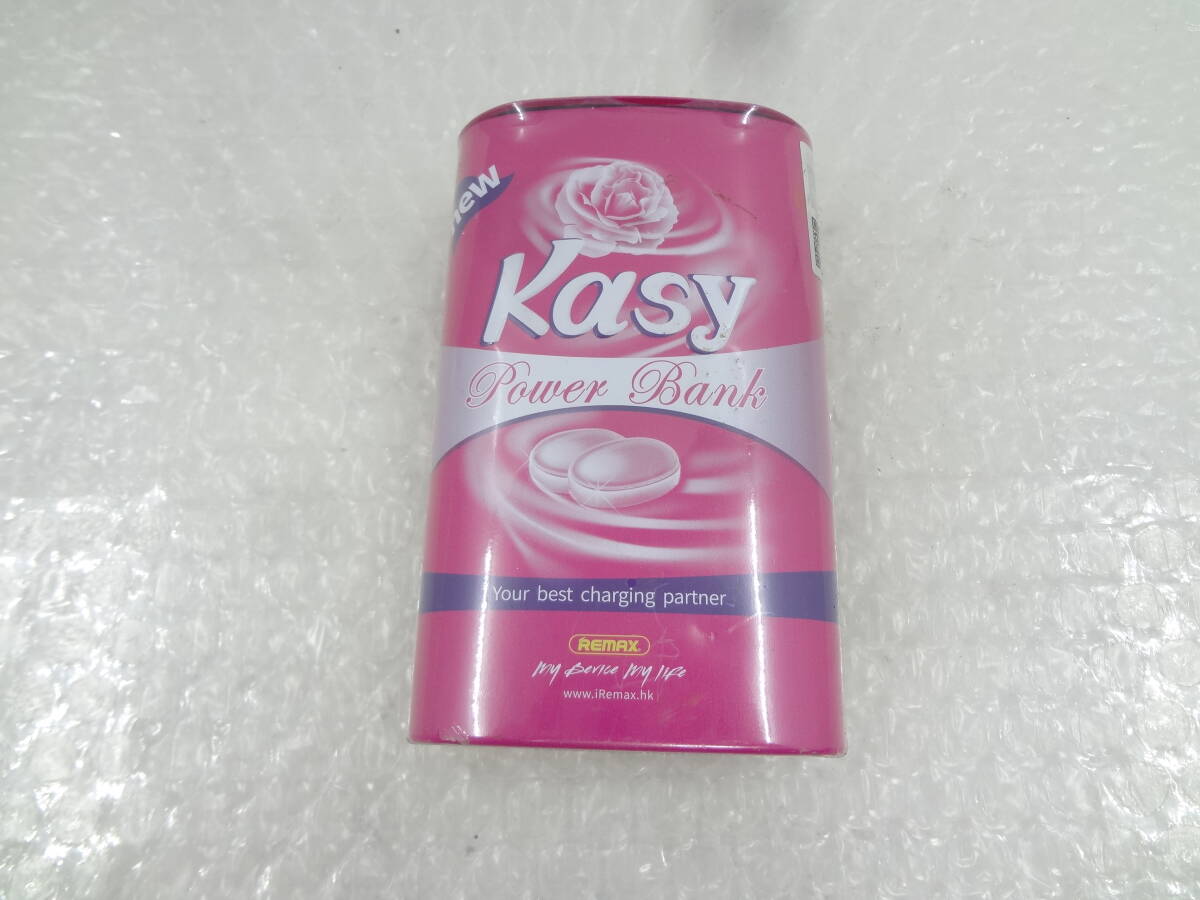 new
Kasy
Power Bank
Your best charging partner
REMAX
My Device My life
www.iRemax.hk